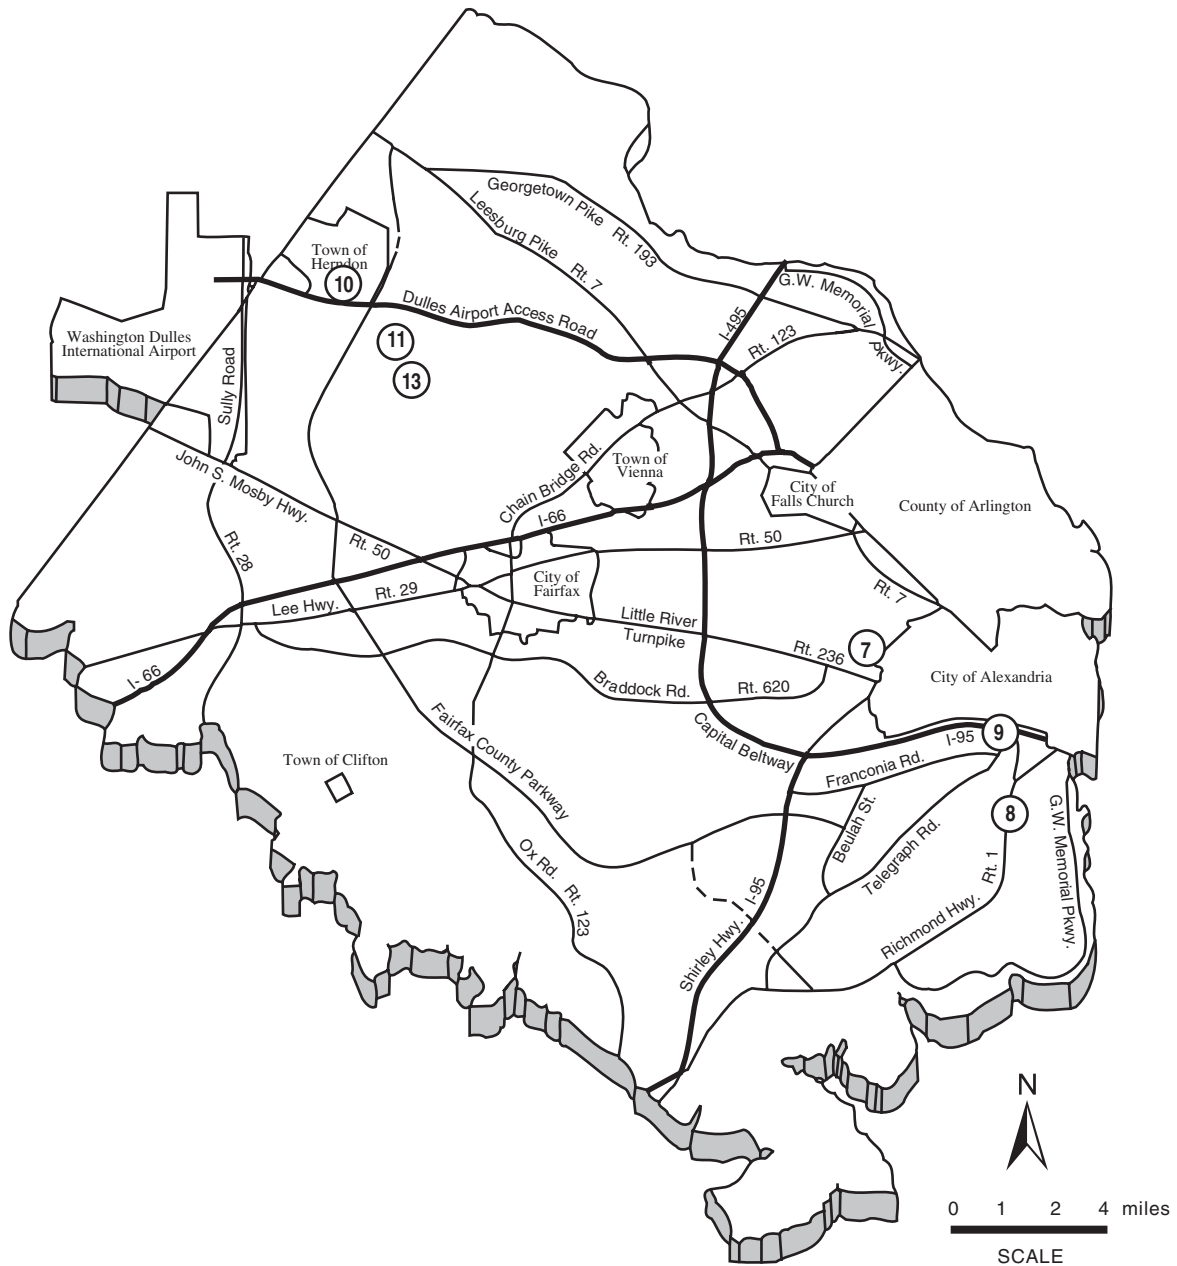 Georgetown Pike
Rt. 193
Leesburg Pike
Rt. 7
Town of
Herndon
10
G.W. Memorial
Pkwy.
Dulles Airport Access Road
I-495
Rt. 123
Washington Dulles
International Airport
11
13
Sully Road
Chain Bridge Rd.
Town of
Vienna
John S. Mosby Hwy.
City of
Falls Church
County of Arlington
I-66
Rt. 50
Rt. 50
Rt. 28
City of
Fairfax
Rt. 29
Lee Hwy.
Rt. 7
Little River
Turnpike
Rt. 236
7
I- 66
Braddock Rd.
Rt. 620
City of Alexandria
Fairfax County Parkway
Capital Beltway
9
I-95
Town of Clifton
Franconia Rd.
8
Beulah St.
Telegraph Rd.
G.W. Memorial Pkwy.
Ox Rd.
Rt. 123
Rt. 1
I-95
Shirley Hwy.
Richmond Hwy.
N
0 1 2 4 miles
SCALE